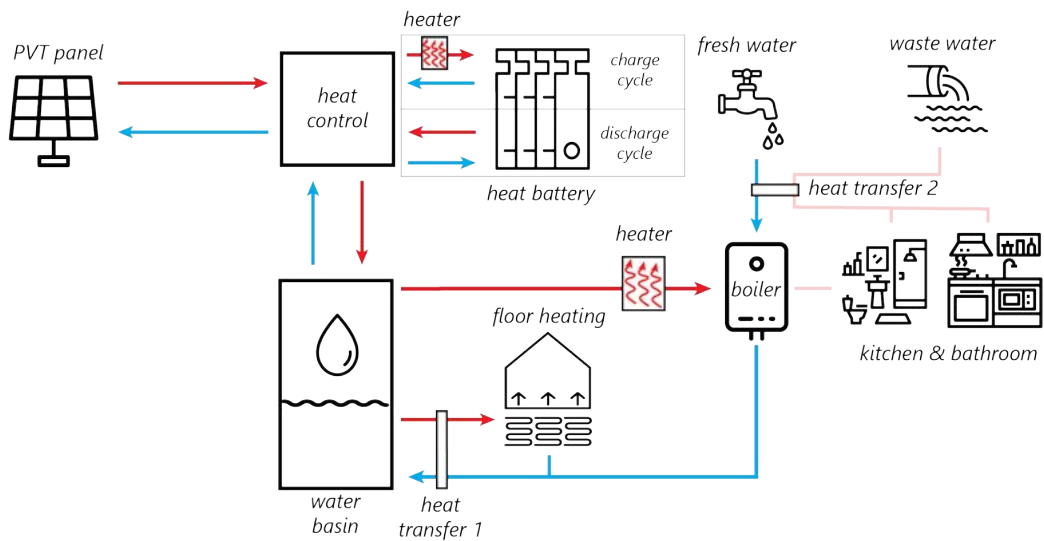 heater
PVT panel
heat
control
charge
cycle
discharge
cycle
heat battery
fresh water
waste water
heat transfer 2
heater
boiler
floor heating
kitchen & bathroom
water
basin
heat
transfer 1